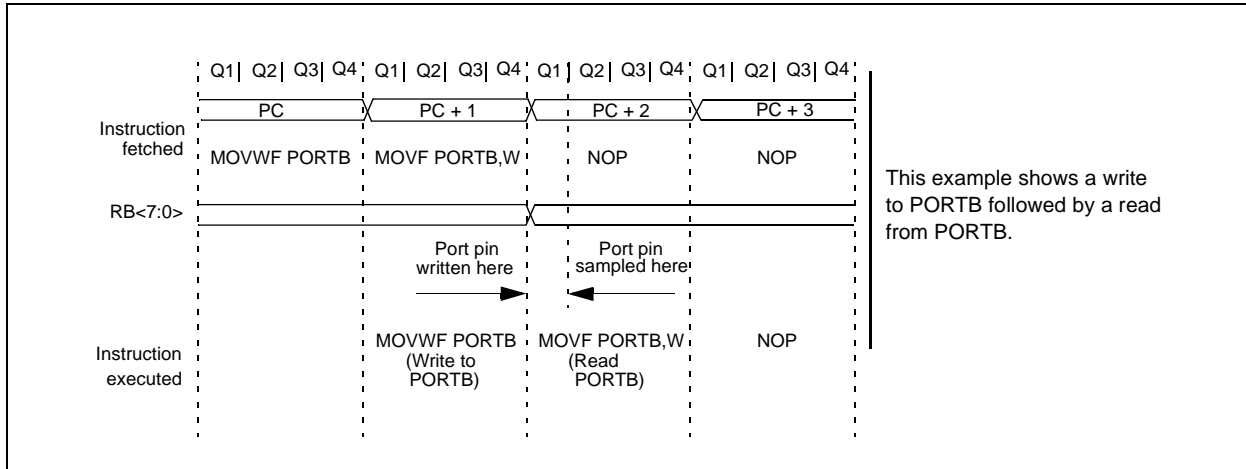 Q1| Q2| Q3| Q4 Q1| Q2| Q3| Q4 Q1| Q2| Q3| Q4 Q1| Q2| Q3| Q4
PC PC + 1 PC + 2 PC + 3
Instruction
fetched
MOVWF PORTB MOVF PORTB,W NOP NOP
RB<7:0>
Port pin
written here
Port pin
sampled here
Instruction
executed
MOVWF PORTB
(Write to
PORTB)
MOVF PORTB,W
(Read
PORTB)
NOP
This example shows a write
to PORTB followed by a read
from PORTB.